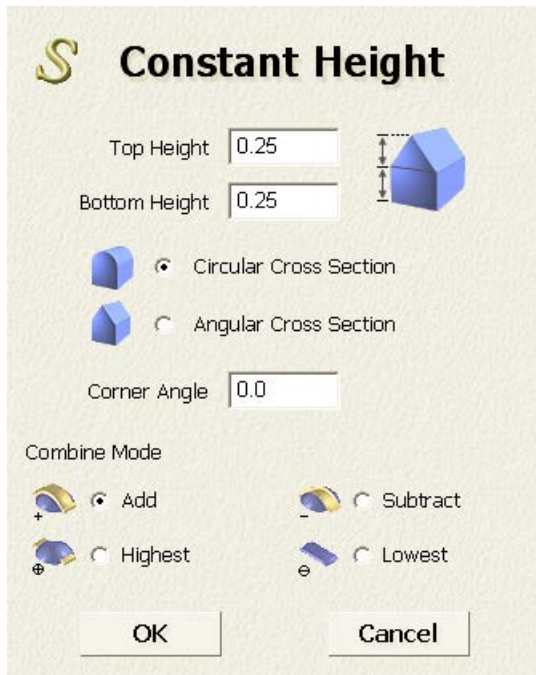 S Constant Height
Top Height 0.25
Bottom Height 0.25
Circular Cross Section
Angular Cross Section
Corner Angle 0.0
Combine Mode
Add Subtract
Highest Lowest
OK Cancel